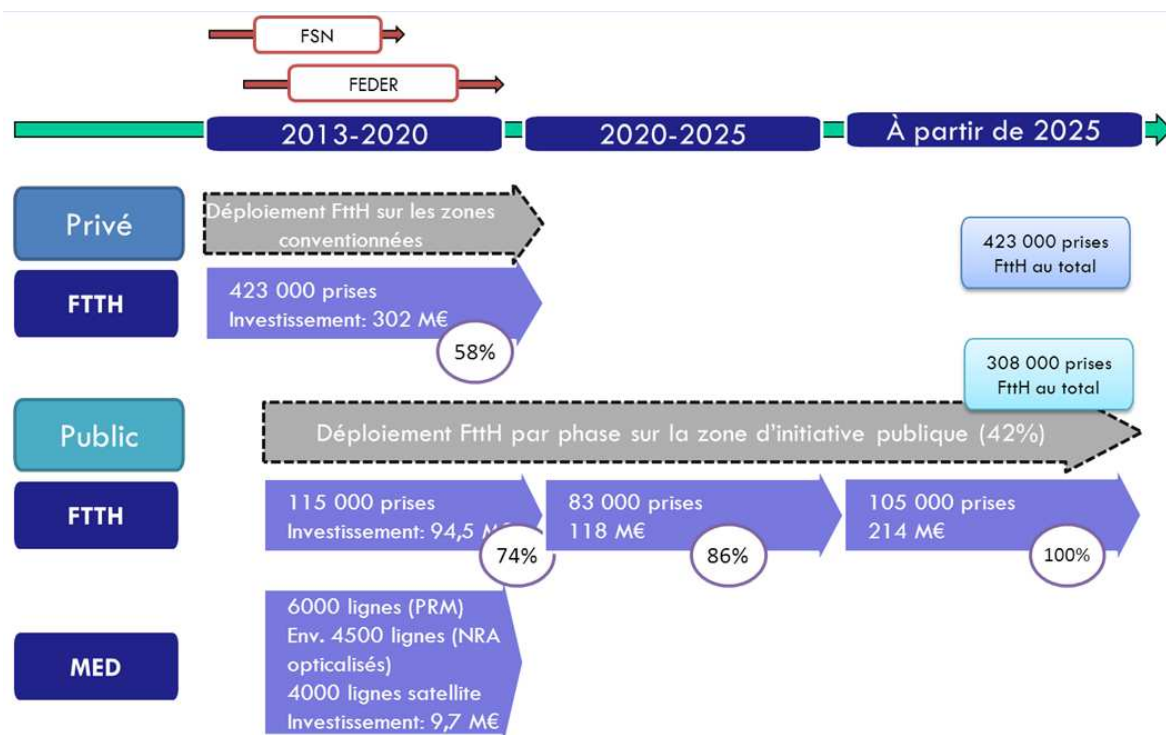 FSN
FEDER
2013-2020
2020-2025
À partir de 2025
Privé
Déploiement FttH sur les zones
conventionnées
423 000 prises
FttH au total
FTTH
423 000 prises
Investissement: 302 M€
58%
308 000 prises
FttH au total
Public
Déploiement FttH par phase sur la zone d'initiative publique (42%)
FTTH
115 000 prises
Investissement: 94,5 M€
74%
83 000 prises
118 M€
86%
105 000 prises
214 M€
100%
MED
6000 lignes (PRM)
Env. 4500 lignes (NRA
opticalisés)
4000 lignes satellite
Investissement: 9,7 M€